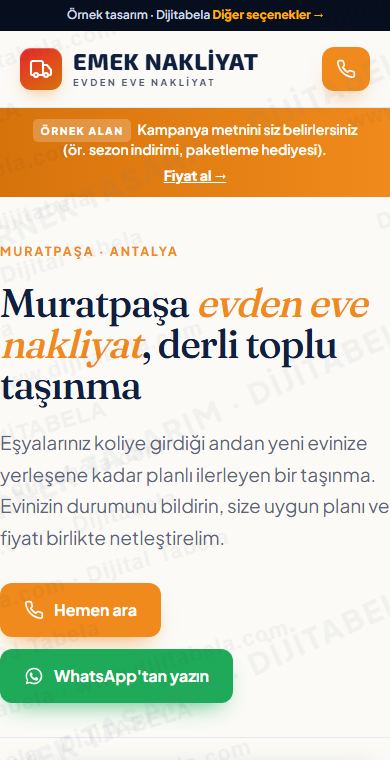 Örnek tasarım · Dijitabela Diğer seçenekler →
EMEK NAKLİYAT
EVDEN EVE NAKLİYAT
ÖRNEK ALAN Kampanya metnini siz belirlersiniz
(ör. sezon indirimi, paketleme hediyesi).
Fiyat al →
MURATPAŞA · ANTALYA
Muratpaşa evden eve
nakliyat, derli toplu
taşınma
Eşyalarınız koliye girdiği andan yeni evinize
yerleşene kadar planlı ilerleyen bir taşınma.
Evinizin durumunu bildirin, size uygun planı ve
fiyatı birlikte netleştirelim.
Hemen ara
WhatsApp'tan yazın